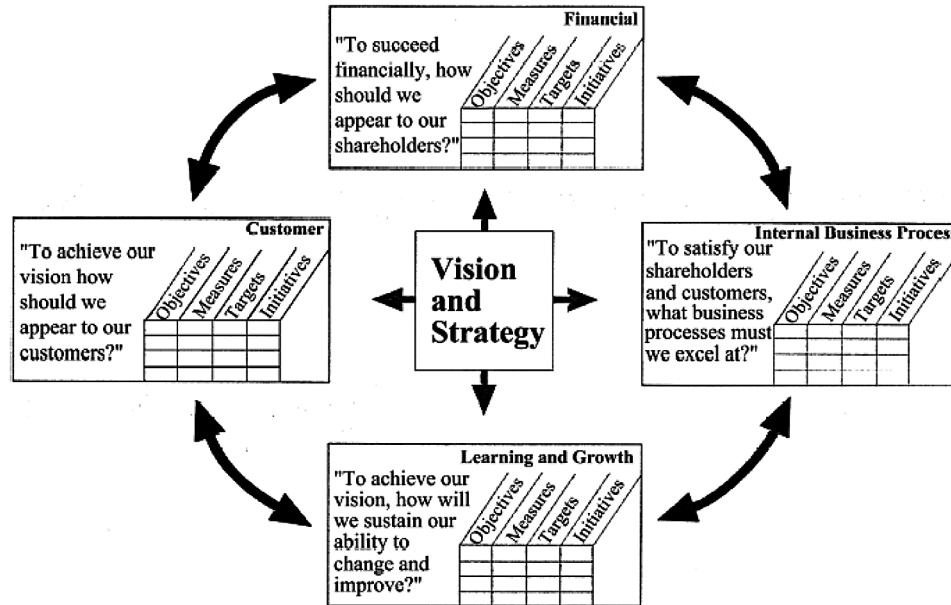 Financial
"To succeed
financially, how
should we
appear to our
shareholders?"
Objectives
Measures
Targets
Initiatives
Customer
"To achieve our
vision how
should we
appear to our
customers?"
Objectives
Measures
Targets
Initiatives
Vision
and
Strategy
Internal Business Process
"To satisfy our
shareholders
and customers,
what business
processes must
we excel at?"
Objectives
Measures
Targets
Initiatives
Learning and Growth
"To achieve our
vision, how will
we sustain our
ability to
change and
improve?"
Objectives
Measures
Targets
Initiatives